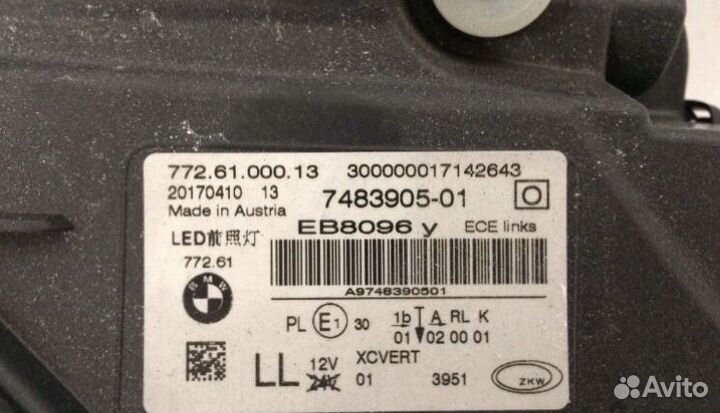 772.61.000.13 300000017142643
20170410 13 7483905-01 O
Made in Austria EB8096 y ECE links
LED前照灯
772.61
BMW
A9748390501
PL E1 30 1b A RL K
01 02 00 01
LL 12V XCVERT
24V 01 3951 ZKW
Avito